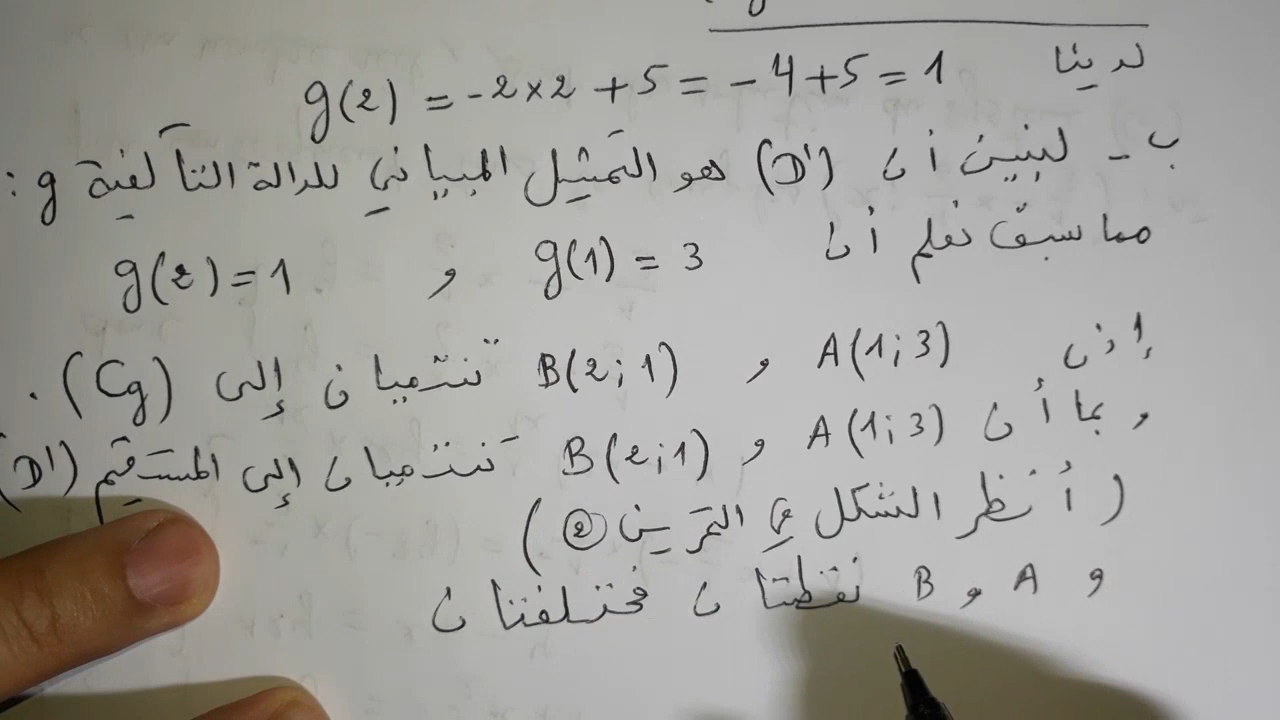 لدينا g(2) = -2×2 +5 = -4+5 = 1
ب - لنبين أن (D') هو التمثيل المبياني للدالة التآلفية g :
مما سبق نعلم أن g(1) = 3 و g(2) = 1
إذن A(1;3) و B(2;1) تنتميان إلى (Cg) .
و بما أن A(1;3) و B(2;1) تنتميان إلى المستقيم (D')
( أنظر الشكل في التمرين ② )
و A و B نقطتان مختلفتان